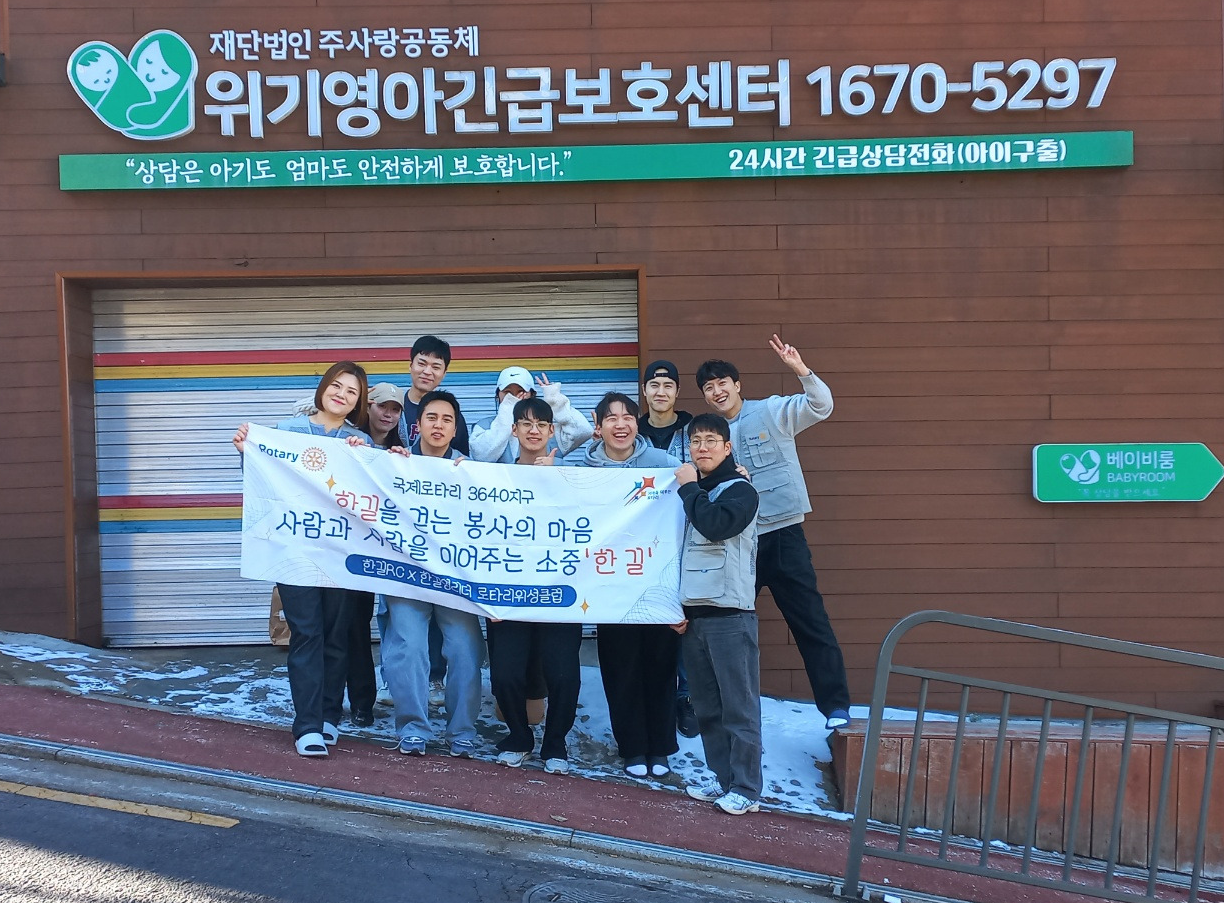 재단법인 주사랑공동체
위기영아긴급보호센터 1670-5297
“상담은 아기도 엄마도 안전하게 보호합니다.”
24시간 긴급상담전화(아이구출)
베이비룸
BABYROOM
Rotary
국제로타리 3640지구
한길을 걷는 봉사의 마음
사람과 사람을 이어주는 소중 '한 길'
한길RC x 한길영리더 로타리위성클럽